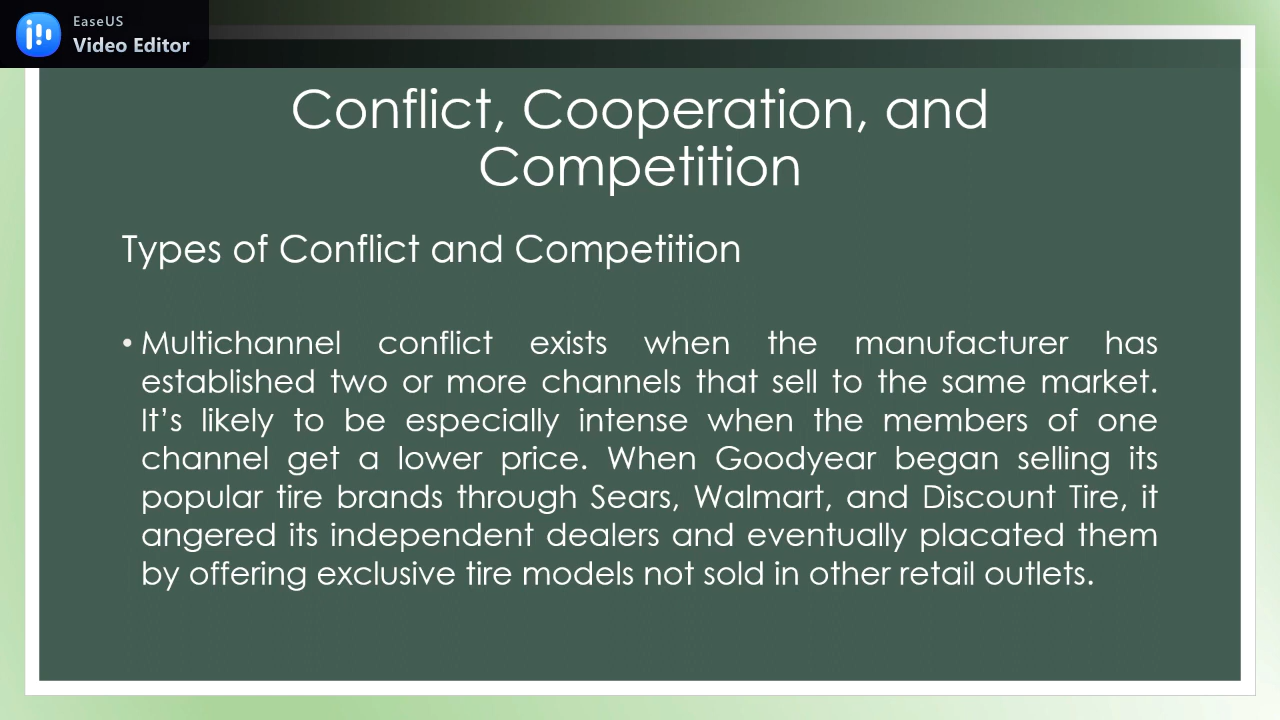 EaseUS
Video Editor
Conflict, Cooperation, and
Competition
Types of Conflict and Competition
• Multichannel conflict exists when the manufacturer has
established two or more channels that sell to the same market.
It’s likely to be especially intense when the members of one
channel get a lower price. When Goodyear began selling its
popular tire brands through Sears, Walmart, and Discount Tire, it
angered its independent dealers and eventually placated them
by offering exclusive tire models not sold in other retail outlets.